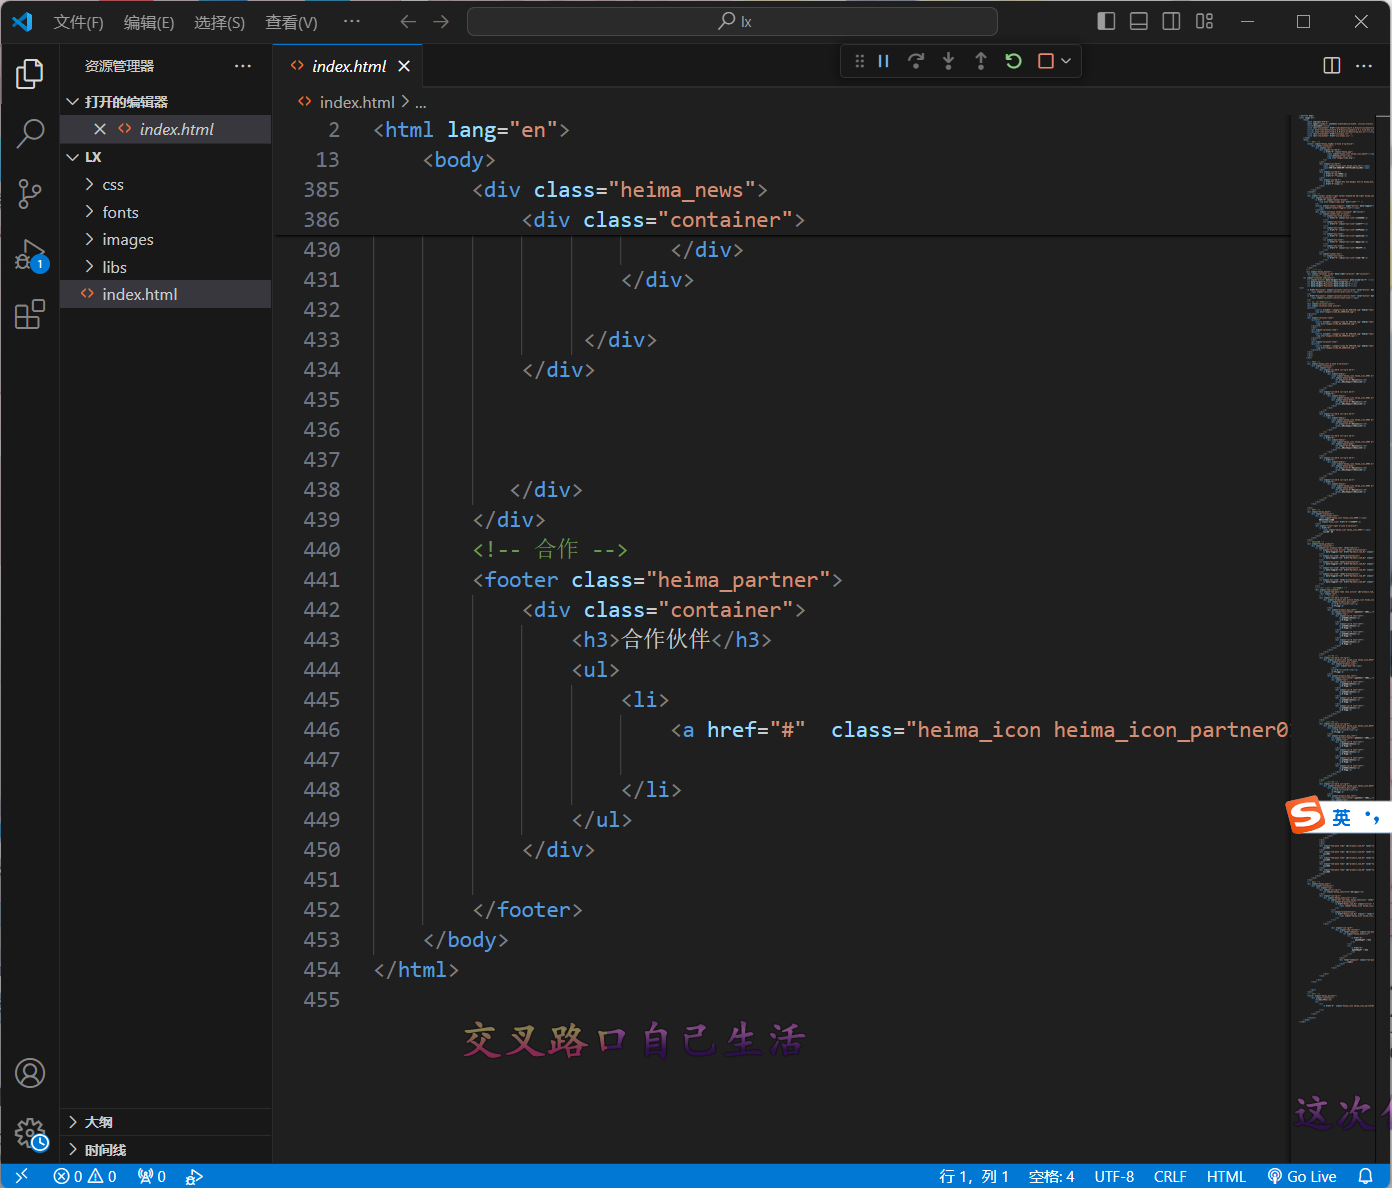 文件(F) 编辑(E) 选择(S) 查看(V) ··· lx
资源管理器 ···
打开的编辑器
index.html
LX
css
fonts
images
libs
index.html
大纲
时间线
index.html
index.html > ...
2 <html lang="en">
13 <body>
385 <div class="heima_news">
386 <div class="container">
430 </div>
431 </div>
432
433 </div>
434 </div>
435
436
437
438 </div>
439 </div>
440 <!-- 合作 -->
441 <footer class="heima_partner">
442 <div class="container">
443 <h3>合作伙伴</h3>
444 <ul>
445 <li>
446 <a href="#"  class="heima_icon heima_icon_partner0
447
448 </li>
449 </ul>
450 </div>
451
452 </footer>
453 </body>
454 </html>
455
英 •,
交叉路口自己生活
这次
1
0 0 0 行 1，列 1 空格: 4 UTF-8 CRLF HTML Go Live